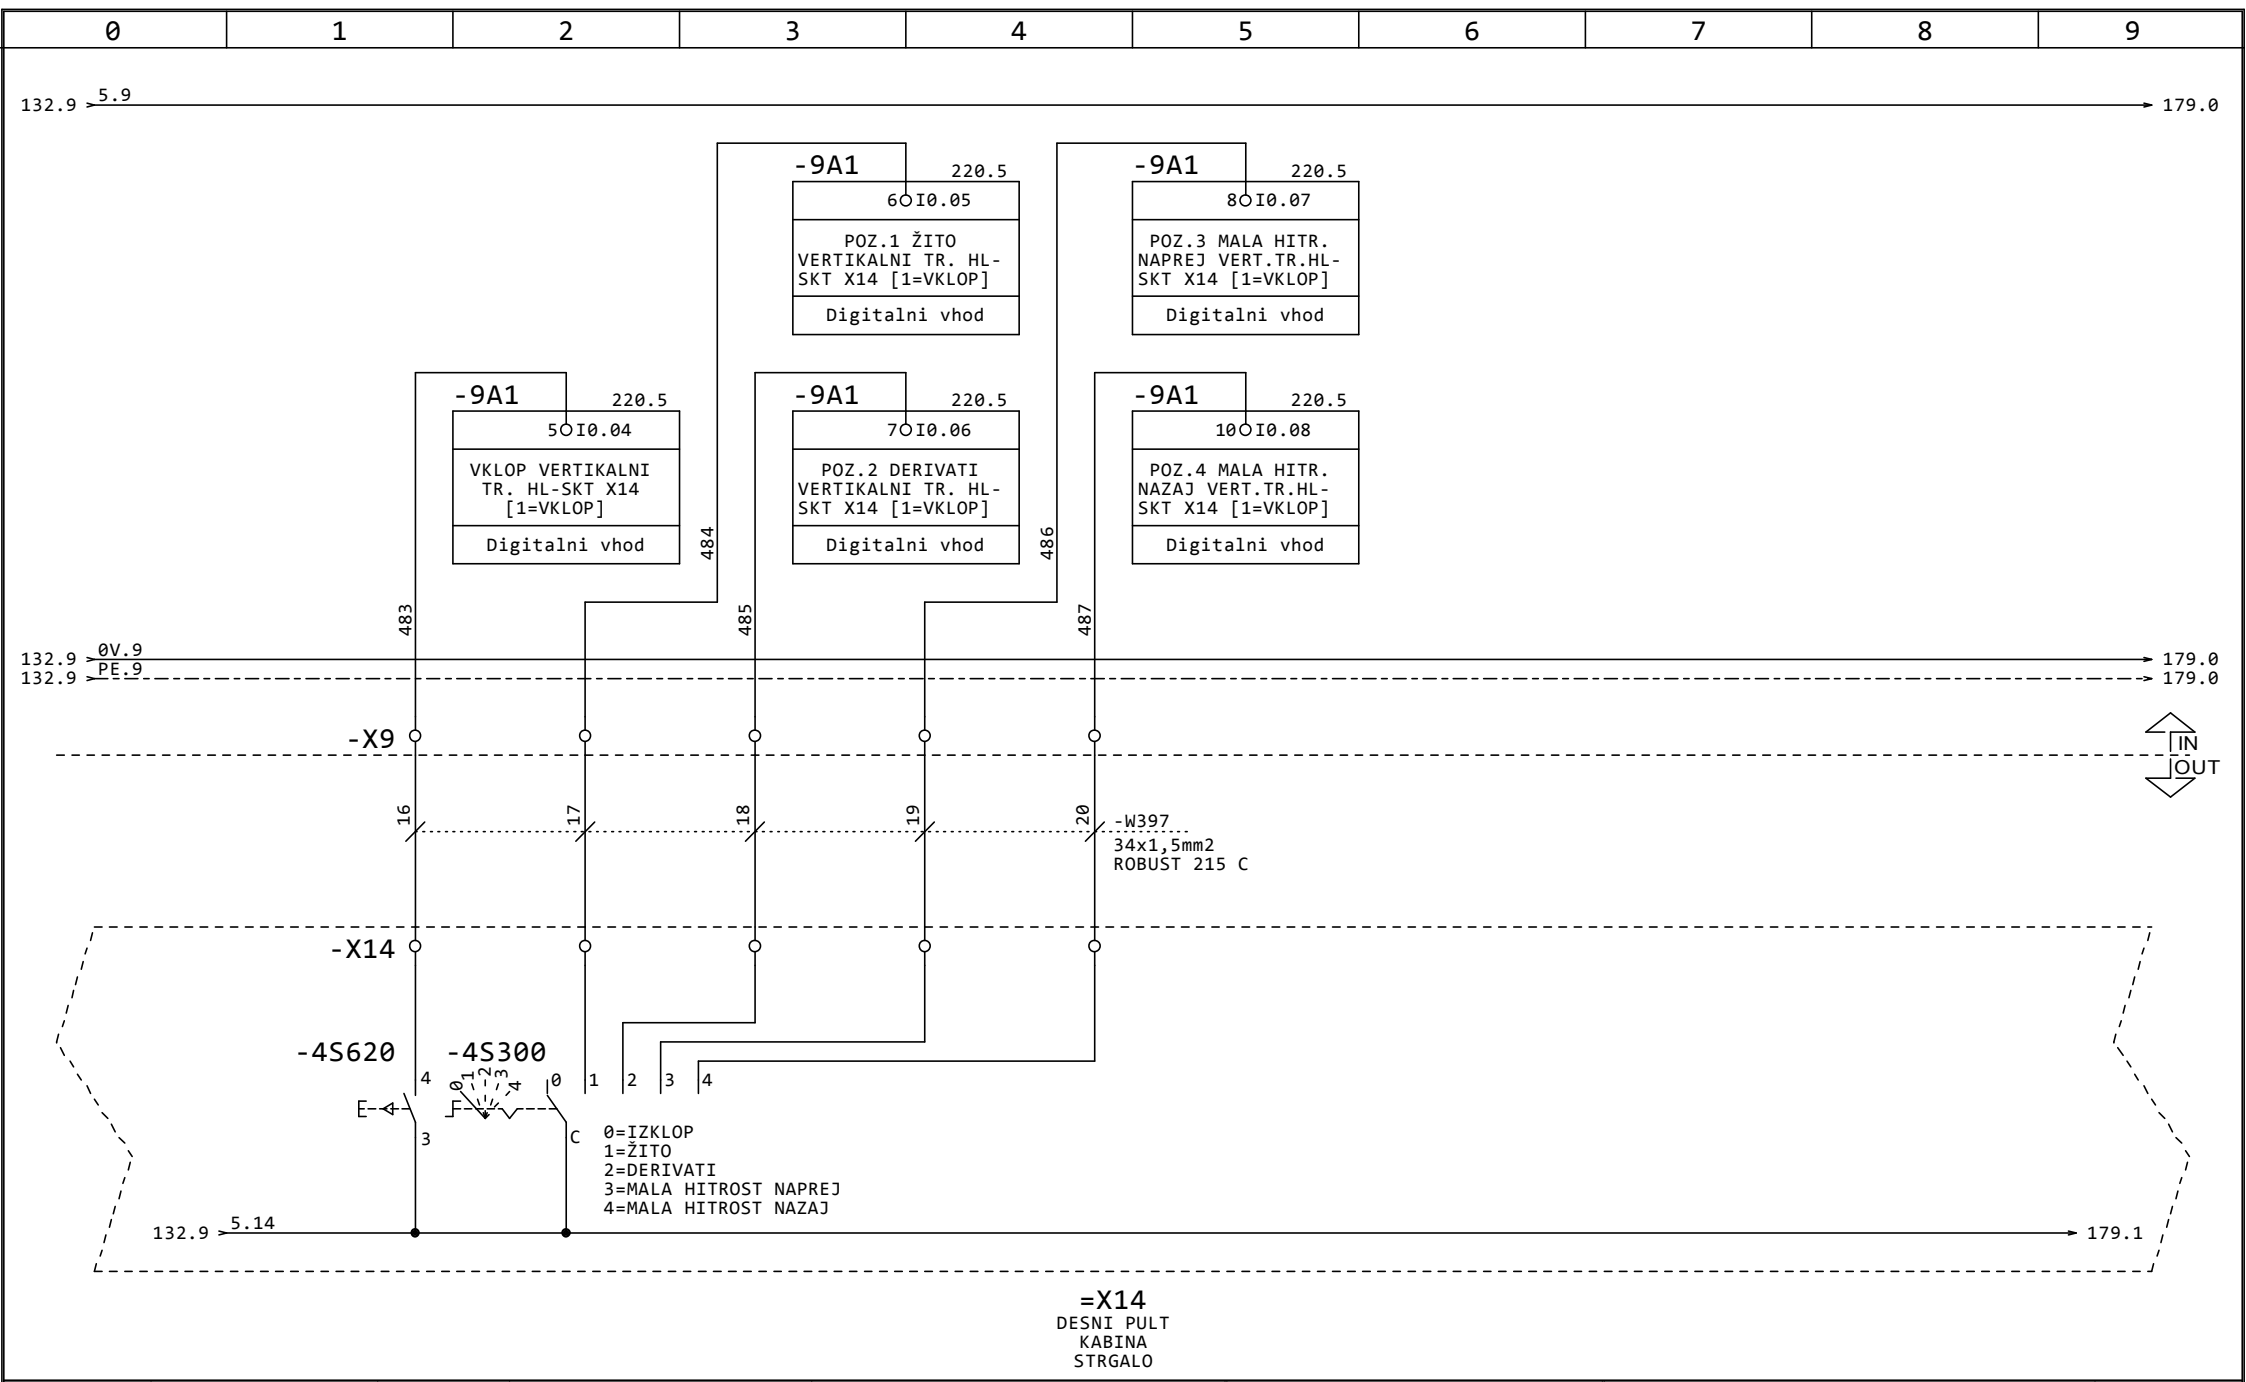 0 1 2 3 4 5 6 7 8 9
132.9 5.9 179.0
-9A1 220.5
6 I0.05
POZ.1 ŽITO
VERTIKALNI TR. HL-
SKT X14 [1=VKLOP]
Digitalni vhod
-9A1 220.5
8 I0.07
POZ.3 MALA HITR.
NAPREJ VERT.TR.HL-
SKT X14 [1=VKLOP]
Digitalni vhod
-9A1 220.5
5 I0.04
VKLOP VERTIKALNI
TR. HL-SKT X14
[1=VKLOP]
Digitalni vhod
-9A1 220.5
7 I0.06
POZ.2 DERIVATI
VERTIKALNI TR. HL-
SKT X14 [1=VKLOP]
Digitalni vhod
-9A1 220.5
10 I0.08
POZ.4 MALA HITR.
NAZAJ VERT.TR.HL-
SKT X14 [1=VKLOP]
Digitalni vhod
483 484 485 486 487
132.9 0V.9 179.0
132.9 PE.9 179.0
-X9
IN
OUT
16 17 18 19 20
-W397
34x1,5mm2
ROBUST 215 C
-X14
-4S620 -4S300
4 0 1 2 3 4 0 1 2 3 4
3 C
0=IZKLOP
1=ŽITO
2=DERIVATI
3=MALA HITROST NAPREJ
4=MALA HITROST NAZAJ
132.9 5.14 179.1
=X14
DESNI PULT
KABINA
STRGALO